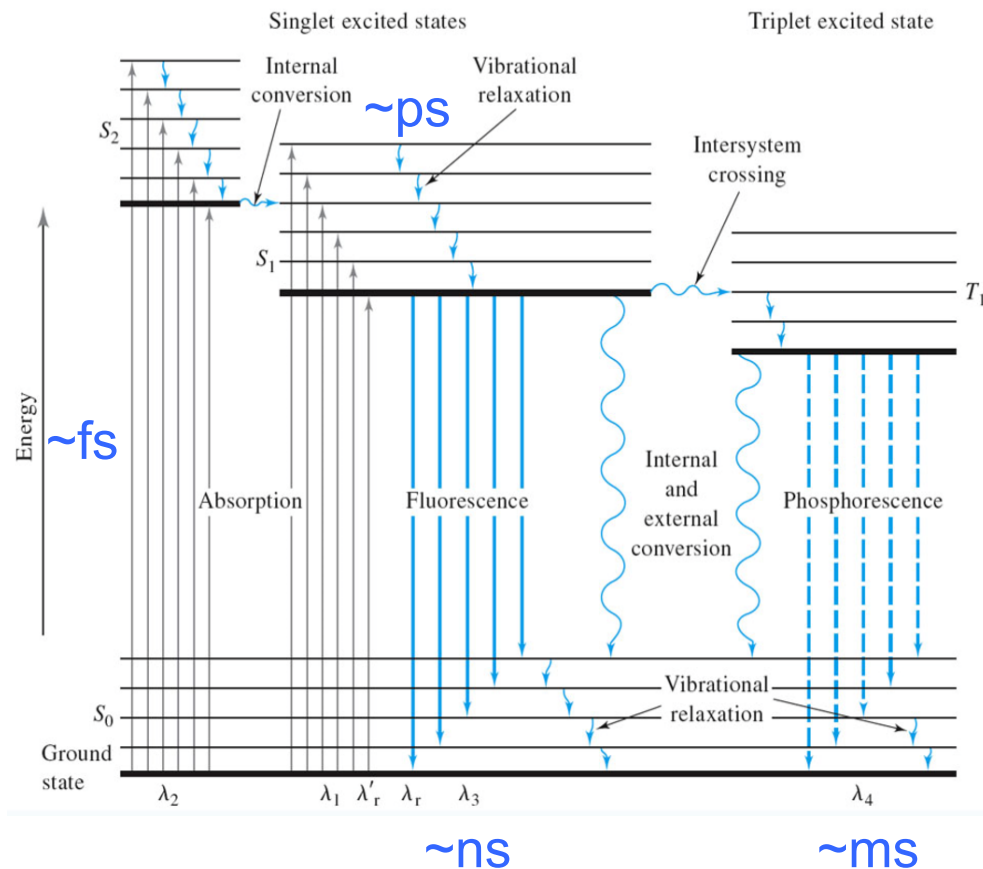 Singlet excited states
Triplet excited state
Internal
conversion
Vibrational
relaxation
~ps
S2
Intersystem
crossing
S1
T1
Energy
~fs
Absorption
Fluorescence
Internal
and
external
conversion
Phosphorescence
Vibrational
relaxation
S0
Ground
state
λ2
λ1
λ′r
λr
λ3
λ4
~ns
~ms